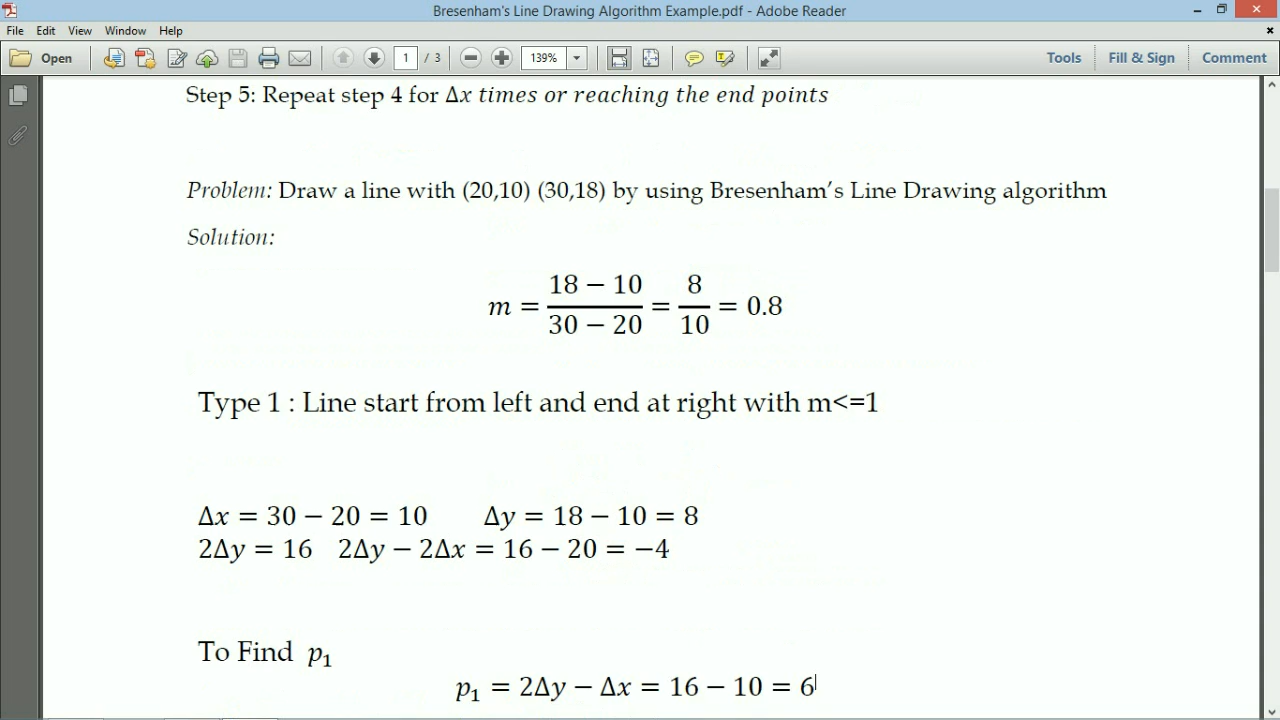 Bresenham's Line Drawing Algorithm Example.pdf - Adobe Reader
File Edit View Window Help
Open 1 / 3 139% Tools Fill & Sign Comment
Step 5: Repeat step 4 for Δx times or reaching the end points
Problem: Draw a line with (20,10) (30,18) by using Bresenham’s Line Drawing algorithm
Solution:
m = (18 − 10)/(30 − 20) = 8/10 = 0.8
Type 1 : Line start from left and end at right with m<=1
Δx = 30 − 20 = 10 Δy = 18 − 10 = 8
2Δy = 16 2Δy − 2Δx = 16 − 20 = −4
To Find p₁
p₁ = 2Δy − Δx = 16 − 10 = 6